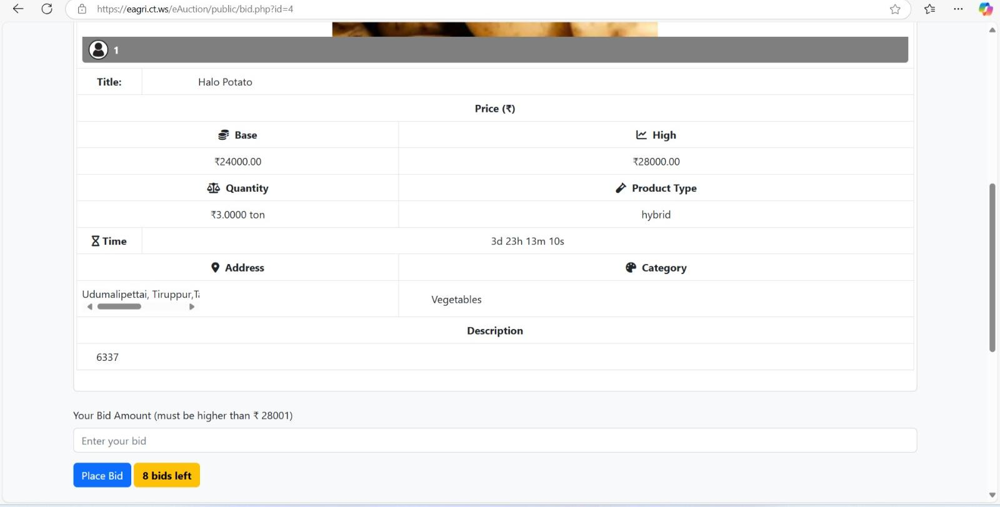 https://eagri.ct.ws/eAuction/public/bid.php?id=4
1
Title: Halo Potato
Price (₹)
Base High
₹24000.00 ₹28000.00
Quantity Product Type
₹3.0000 ton hybrid
Time 3d 23h 13m 10s
Address Category
Udumalipettai, Tiruppur, Vegetables
Description
6337
Your Bid Amount (must be higher than ₹ 28001)
Enter your bid
Place Bid 8 bids left